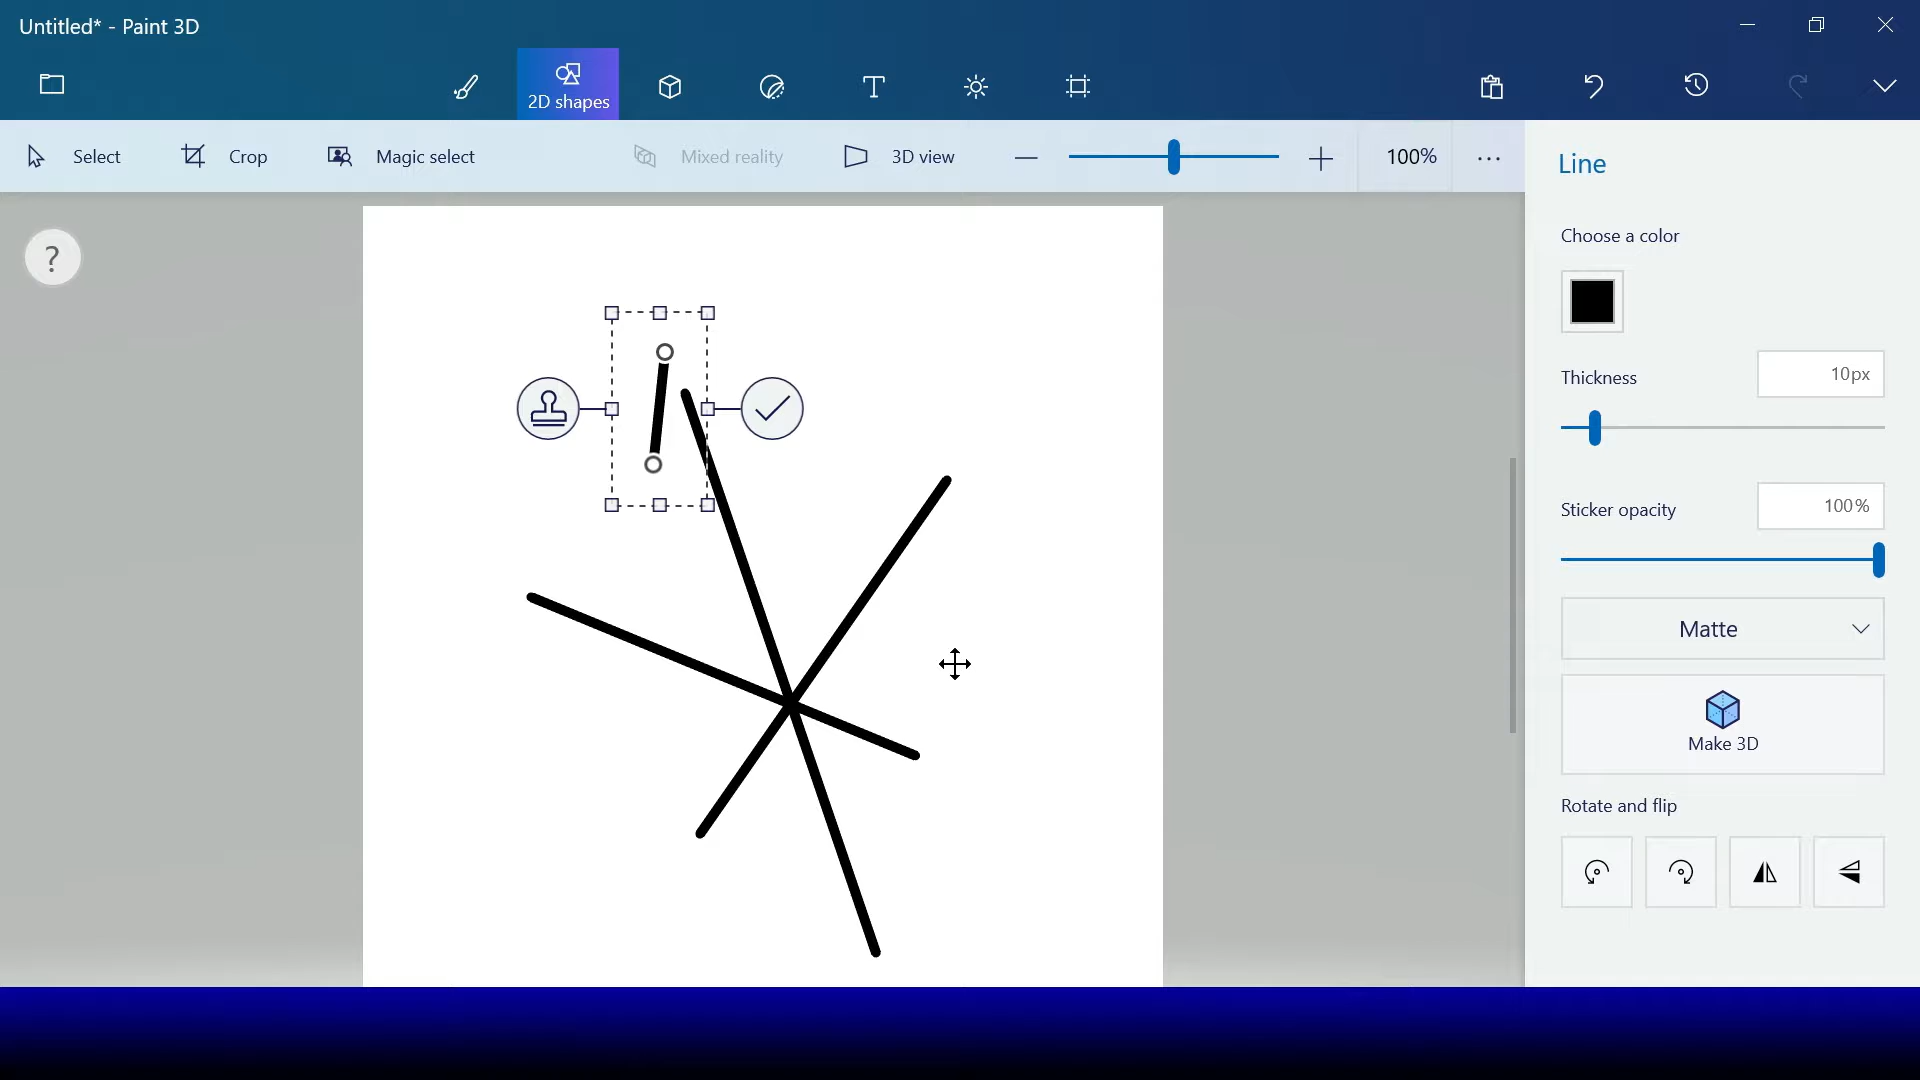 Untitled* - Paint 3D
2D shapes
Select
Crop
Magic select
Mixed reality
3D view
100%
Line
?
Choose a color
Thickness
10px
Sticker opacity
100%
Matte
Make 3D
Rotate and flip